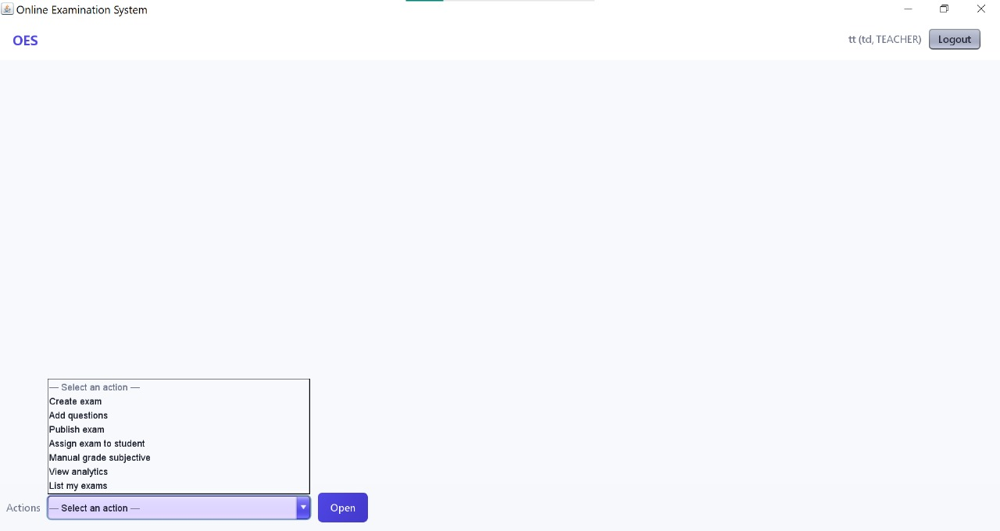 Online Examination System
OES
tt (td, TEACHER)
Logout
— Select an action —
Create exam
Add questions
Publish exam
Assign exam to student
Manual grade subjective
View analytics
List my exams
Actions
— Select an action —
Open